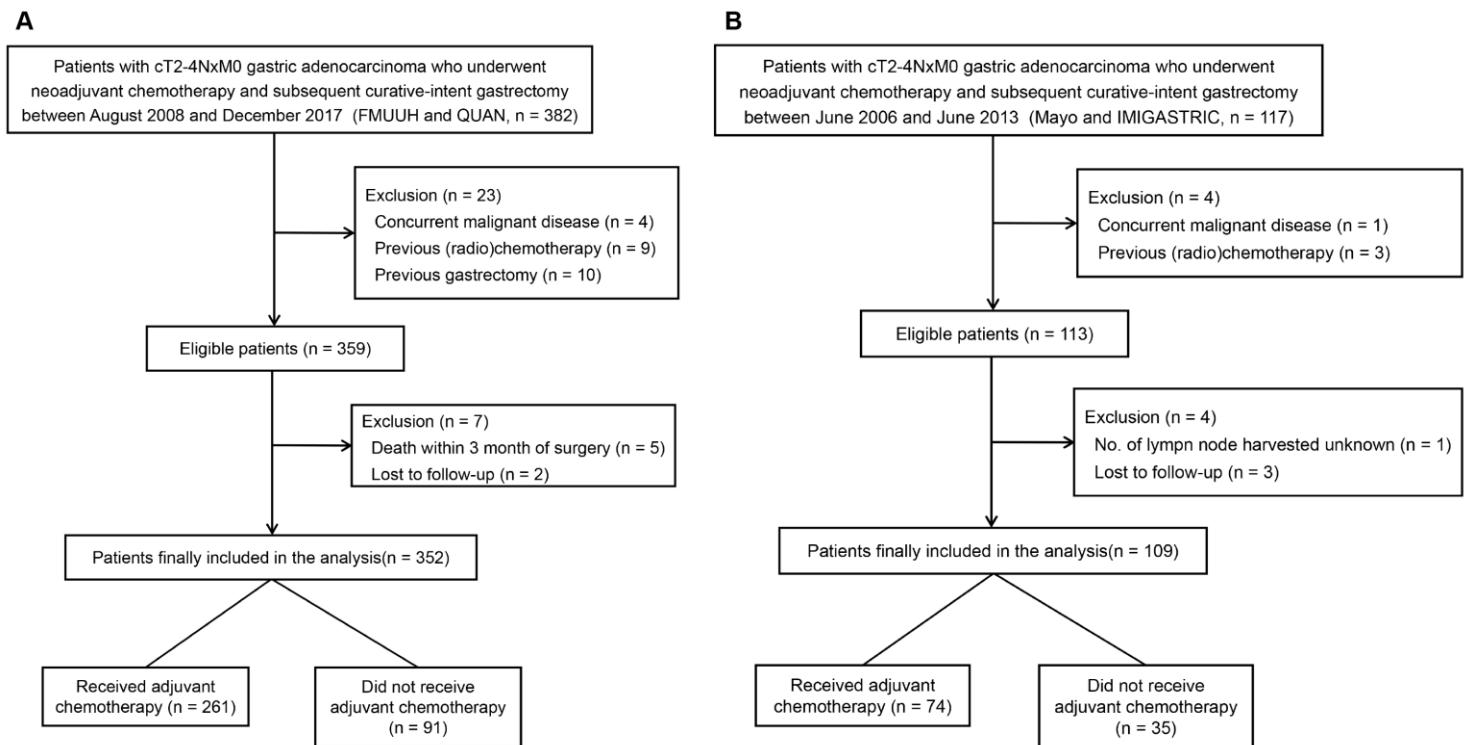 A
Patients with cT2-4NxM0 gastric adenocarcinoma who underwent
neoadjuvant chemotherapy and subsequent curative-intent gastrectomy
between August 2008 and December 2017 (FMUUH and QUAN, n = 382)
Exclusion (n = 23)
Concurrent malignant disease (n = 4)
Previous (radio)chemotherapy (n = 9)
Previous gastrectomy (n = 10)
Eligible patients (n = 359)
Exclusion (n = 7)
Death within 3 month of surgery (n = 5)
Lost to follow-up (n = 2)
Patients finally included in the analysis(n = 352)
Received adjuvant
chemotherapy (n = 261)
Did not receive
adjuvant chemotherapy
(n = 91)
B
Patients with cT2-4NxM0 gastric adenocarcinoma who underwent
neoadjuvant chemotherapy and subsequent curative-intent gastrectomy
between June 2006 and June 2013 (Mayo and IMIGASTRIC, n = 117)
Exclusion (n = 4)
Concurrent malignant disease (n = 1)
Previous (radio)chemotherapy (n = 3)
Eligible patients (n = 113)
Exclusion (n = 4)
No. of lympn node harvested unknown (n = 1)
Lost to follow-up (n = 3)
Patients finally included in the analysis(n = 109)
Received adjuvant
chemotherapy (n = 74)
Did not receive
adjuvant chemotherapy
(n = 35)